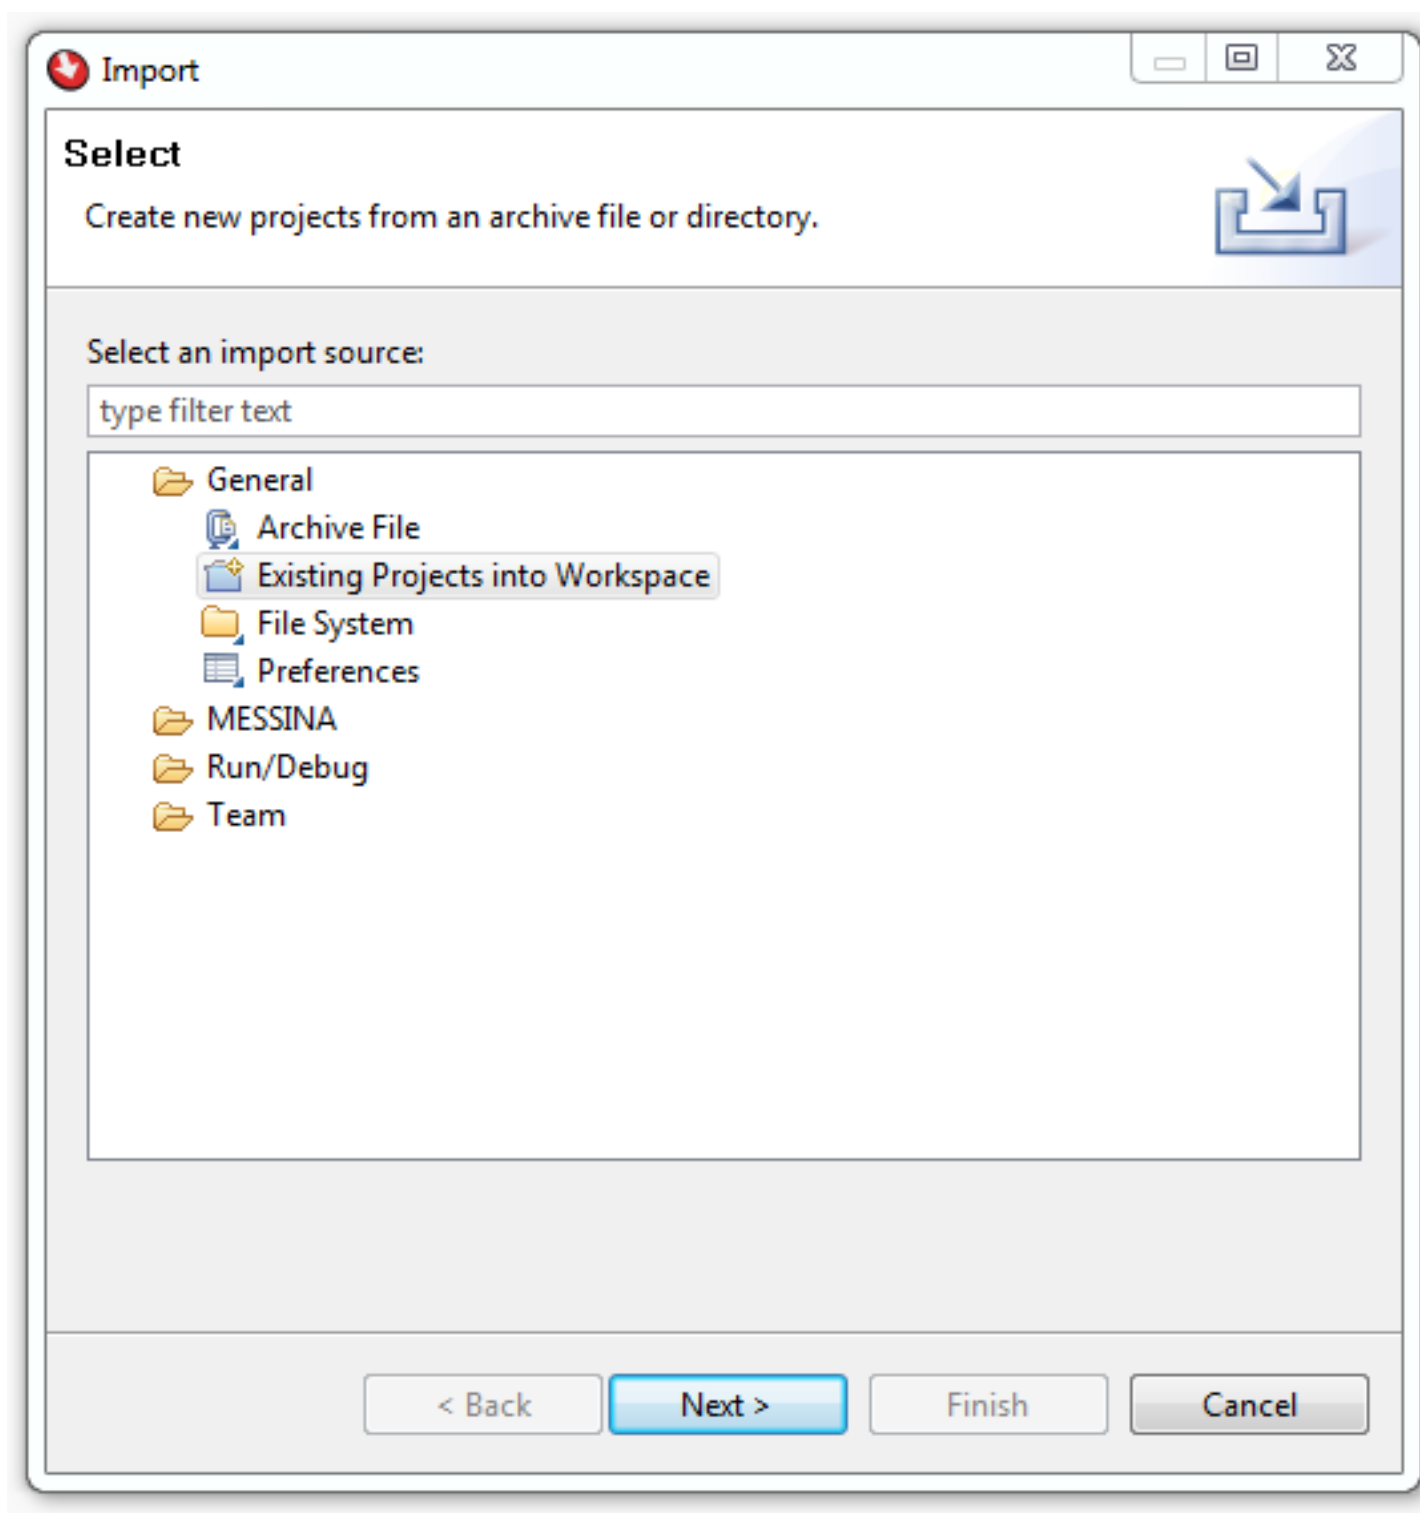 Import
Select
Create new projects from an archive file or directory.
Select an import source:
type filter text
General
Archive File
Existing Projects into Workspace
File System
Preferences
MESSINA
Run/Debug
Team
< Back Next > Finish Cancel